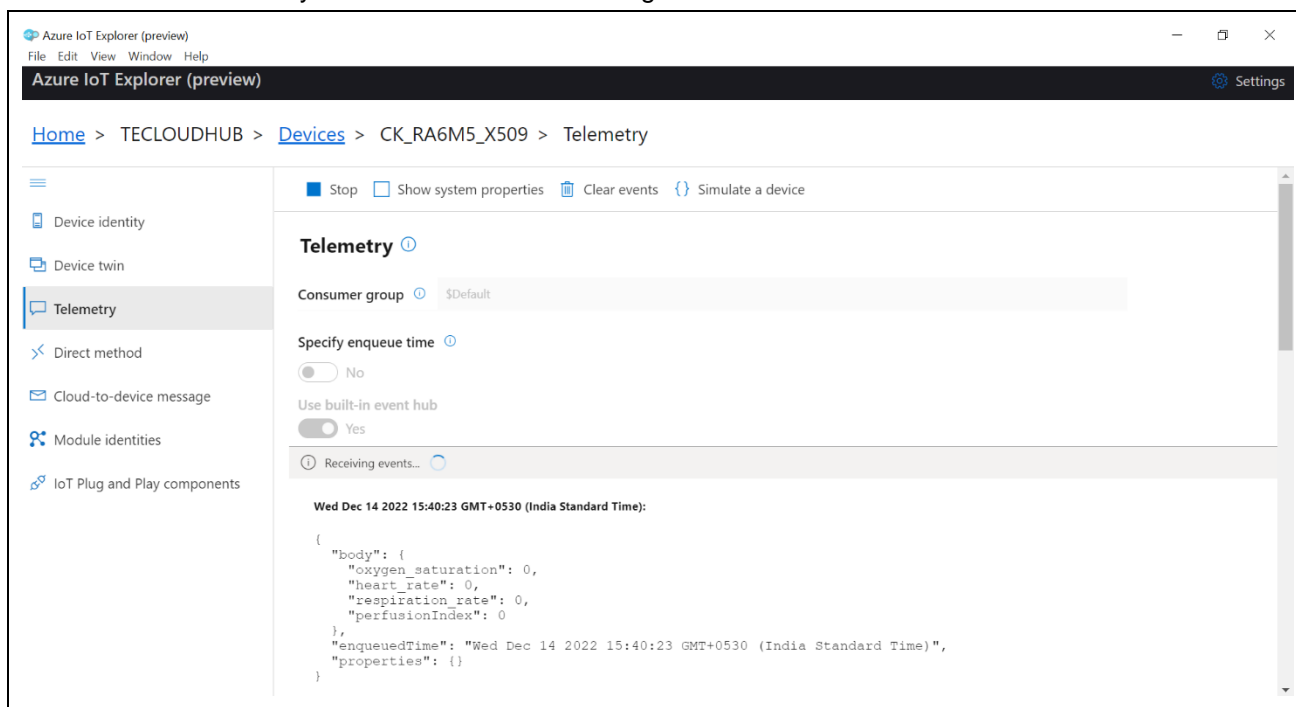 Azure IoT Explorer (preview)
File Edit View Window Help
Azure IoT Explorer (preview)
Settings
Home > TECLOUDHUB > Devices > CK_RA6M5_X509 > Telemetry
Stop Show system properties Clear events {} Simulate a device
Device identity
Device twin
Telemetry
Direct method
Cloud-to-device message
Module identities
IoT Plug and Play components
Telemetry
Consumer group $Default
Specify enqueue time
No
Use built-in event hub
Yes
Receiving events...
Wed Dec 14 2022 15:40:23 GMT+0530 (India Standard Time):
{
"body": {
"oxygen_saturation": 0,
"heart_rate": 0,
"respiration_rate": 0,
"perfusionIndex": 0
},
"enqueuedTime": "Wed Dec 14 2022 15:40:23 GMT+0530 (India Standard Time)",
"properties": {}
}